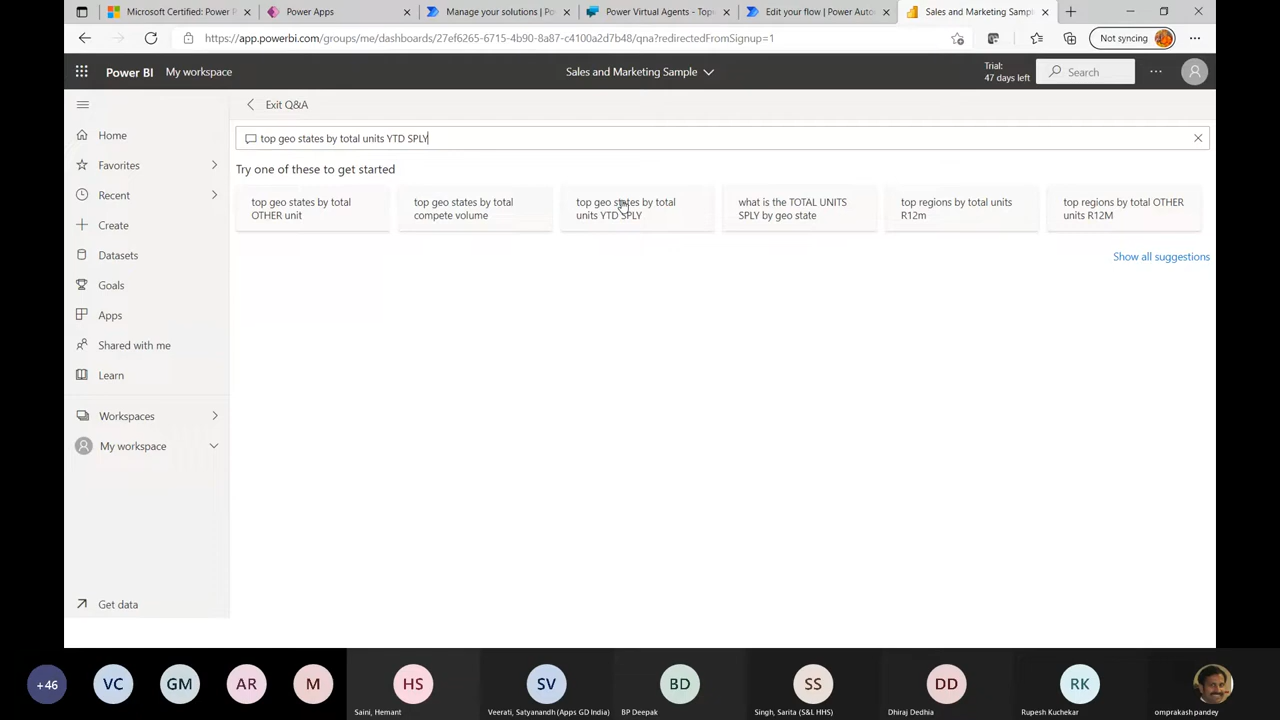 Microsoft Certified: Power P
Power Apps
Manage your solutions | Po
Power Virtual Agents - Topi
Edit your flow | Power Auto
Sales and Marketing Sampl
https://app.powerbi.com/groups/me/dashboards/27ef6265-6715-4b90-8a87-c4100a2d7b48/qna?redirectedFromSignup=1
Not syncing
Power BI
My workspace
Sales and Marketing Sample
Trial:
47 days left
Search
Exit Q&A
top geo states by total units YTD SPLY
Try one of these to get started
top geo states by total
OTHER unit
top geo states by total
compete volume
top geo states by total
units YTD SPLY
what is the TOTAL UNITS
SPLY by geo state
top regions by total units
R12m
top regions by total OTHER
units R12M
Show all suggestions
Home
Favorites
Recent
Create
Datasets
Goals
Apps
Shared with me
Learn
Workspaces
My workspace
Get data
+46
VC
GM
AR
M
HS
SV
BD
SS
DD
RK
Saini, Hemant
Veerati, Satyanandh (Apps GD India)
BP Deepak
Singh, Sarita (S&L HHS)
Dhiraj Dedhia
Rupesh Kuchekar
omprakash pandey